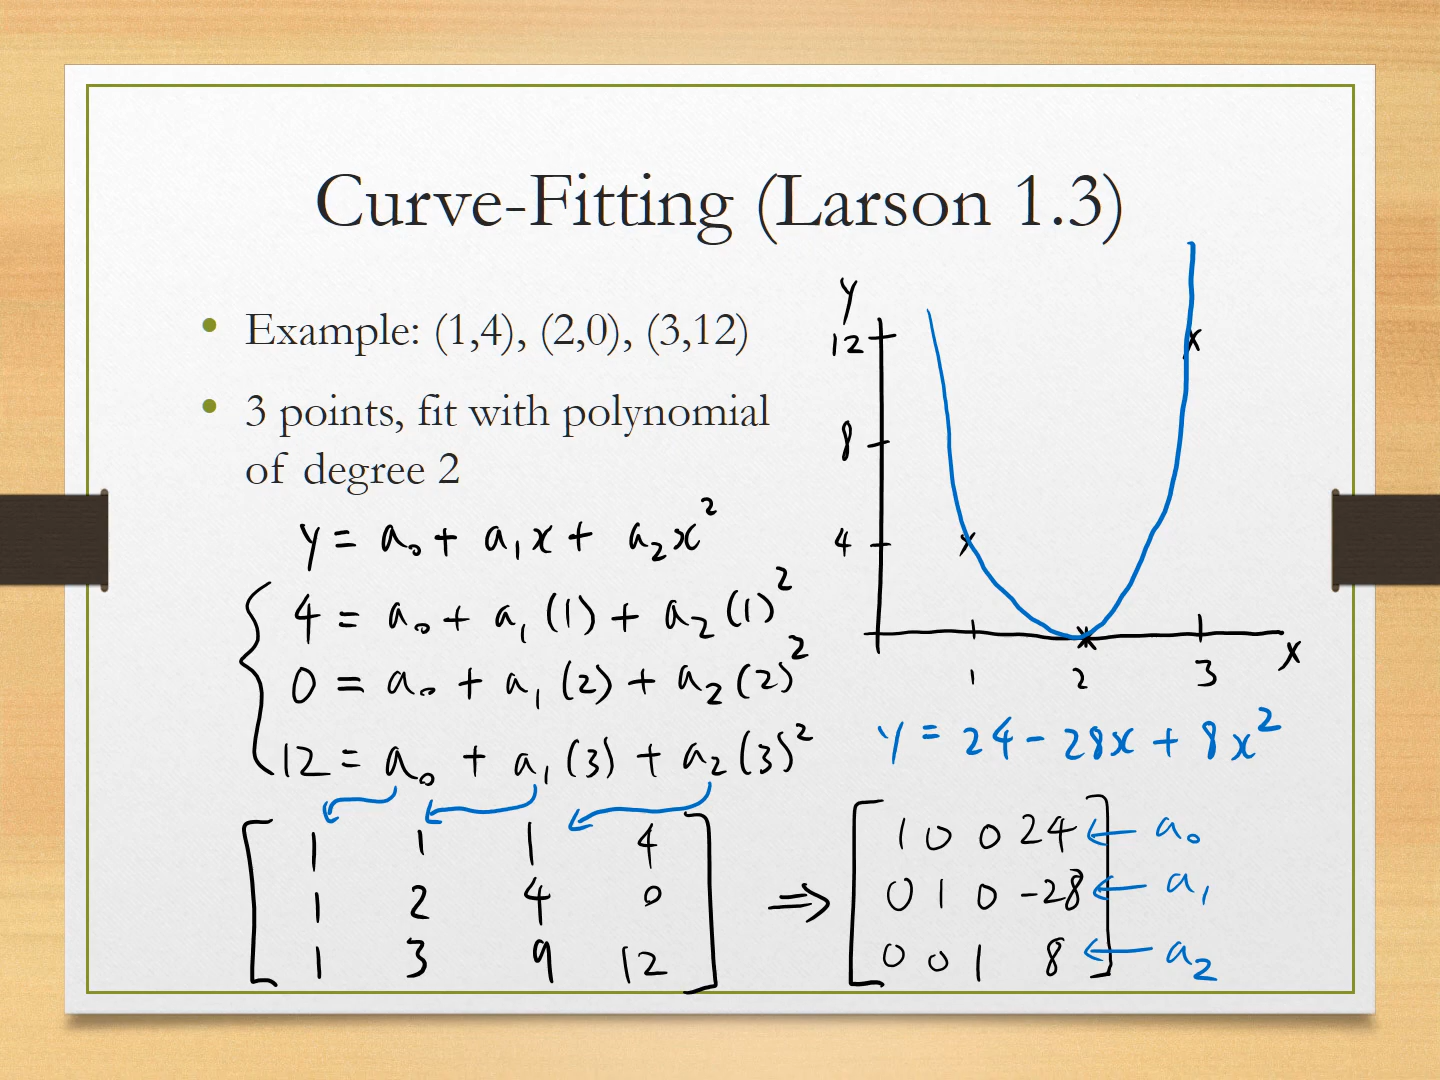 Curve-Fitting (Larson 1.3)
• Example: (1,4), (2,0), (3,12)
• 3 points, fit with polynomial
of degree 2
y = a₀ + a₁x + a₂x²
4 = a₀ + a₁(1) + a₂(1)²
0 = a₀ + a₁(2) + a₂(2)²
12 = a₀ + a₁(3) + a₂(3)²
1 1 1 4
1 2 4 0
1 3 9 12
⇒
y
12
8
4
1 2 3 x
y = 24 - 28x + 8x²
1 0 0 24 ← a₀
0 1 0 -28 ← a₁
0 0 1 8 ← a₂